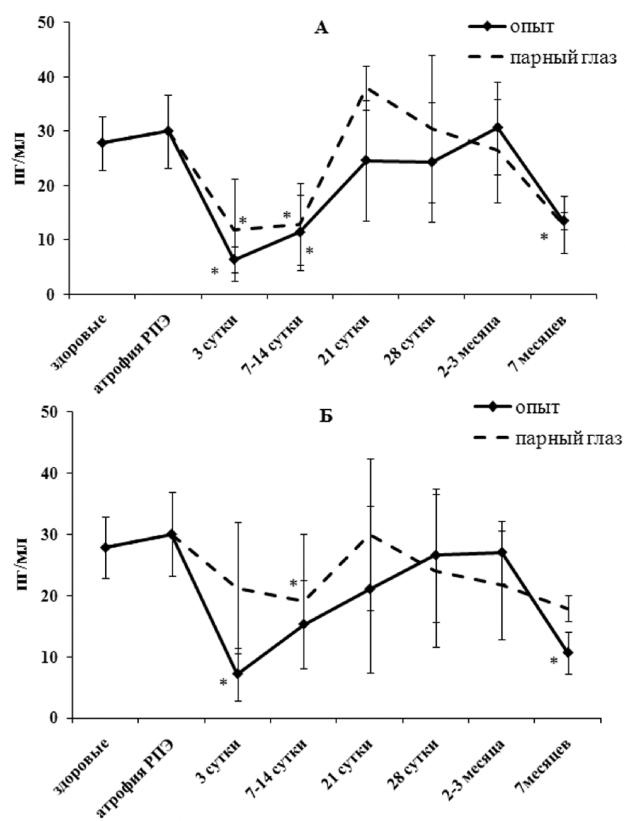 А
опыт
парный глаз
пг/мл
50
40
30
20
10
0
*
*
*
*
*
здоровые
атрофия РПЭ
3 сутки
7-14 сутки
21 сутки
28 сутки
2-3 месяца
7 месяцев
Б
опыт
парный глаз
пг/мл
50
40
30
20
10
0
*
*
*
здоровые
атрофия РПЭ
3 сутки
7-14 сутки
21 сутки
28 сутки
2-3 месяца
7месяцев